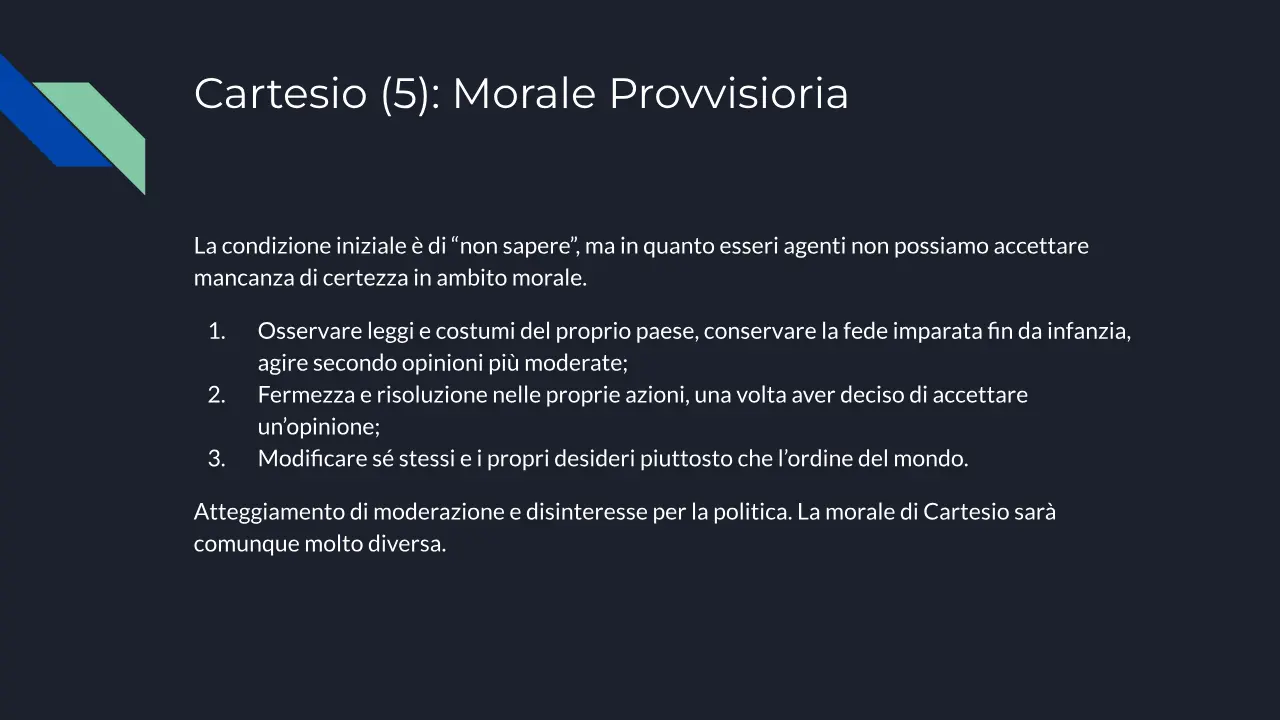 Cartesio (5): Morale Provvisioria
La condizione iniziale è di “non sapere”, ma in quanto esseri agenti non possiamo accettare
mancanza di certezza in ambito morale.
1. Osservare leggi e costumi del proprio paese, conservare la fede imparata fin da infanzia,
agire secondo opinioni più moderate;
2. Fermezza e risoluzione nelle proprie azioni, una volta aver deciso di accettare
un’opinione;
3. Modificare sé stessi e i propri desideri piuttosto che l’ordine del mondo.
Atteggiamento di moderazione e disinteresse per la politica. La morale di Cartesio sarà
comunque molto diversa.